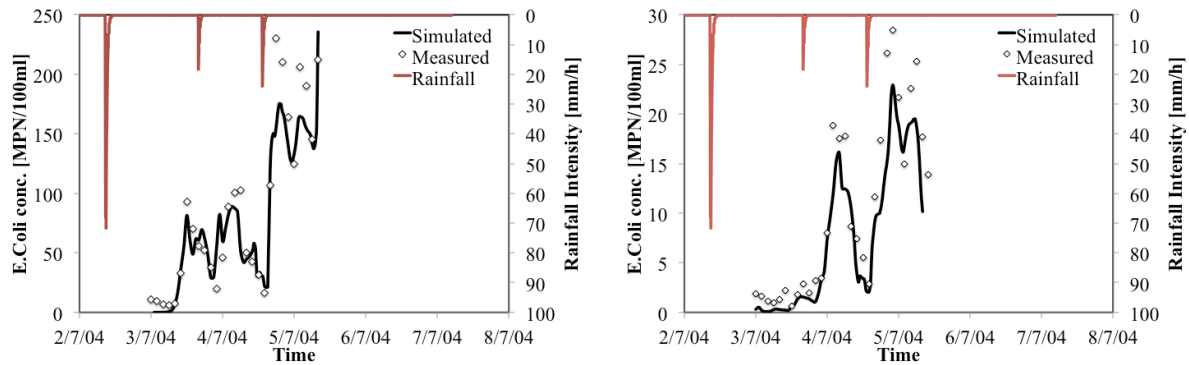 E.Coli conc. [MPN/100ml]
250
200
150
100
50
0
Simulated
Measured
Rainfall
0
10
20
30
40
50
60
70
80
90
100
Rainfall Intensity [mm/h]
2/7/04 3/7/04 4/7/04 5/7/04 6/7/04 7/7/04 8/7/04
Time
E.Coli conc. [MPN/100ml]
30
25
20
15
10
5
0
Simulated
Measured
Rainfall
0
10
20
30
40
50
60
70
80
90
100
Rainfall Intensity [mm/h]
2/7/04 3/7/04 4/7/04 5/7/04 6/7/04 7/7/04 8/7/04
Time